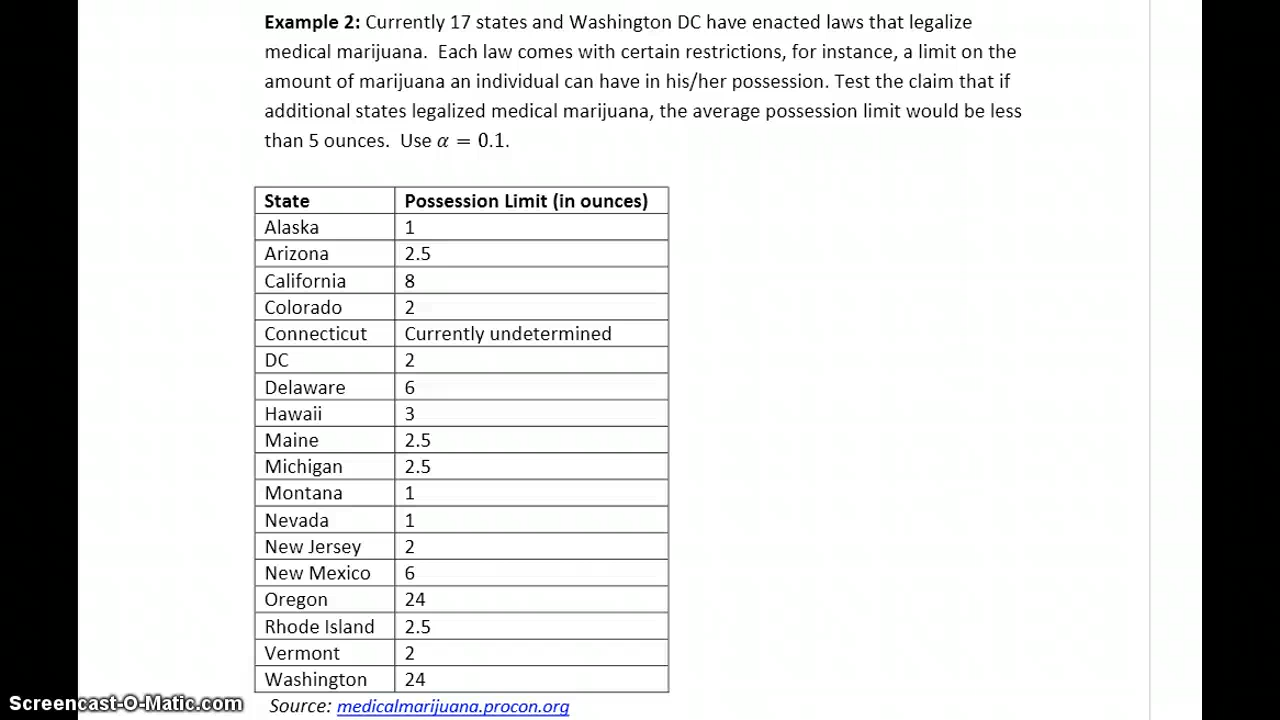 Example 2: Currently 17 states and Washington DC have enacted laws that legalize
medical marijuana. Each law comes with certain restrictions, for instance, a limit on the
amount of marijuana an individual can have in his/her possession. Test the claim that if
additional states legalized medical marijuana, the average possession limit would be less
than 5 ounces. Use α = 0.1.
State Possession Limit (in ounces)
Alaska 1
Arizona 2.5
California 8
Colorado 2
Connecticut Currently undetermined
DC 2
Delaware 6
Hawaii 3
Maine 2.5
Michigan 2.5
Montana 1
Nevada 1
New Jersey 2
New Mexico 6
Oregon 24
Rhode Island 2.5
Vermont 2
Washington 24
Source: medicalmarijuana.procon.org
Screencast-O-Matic.com